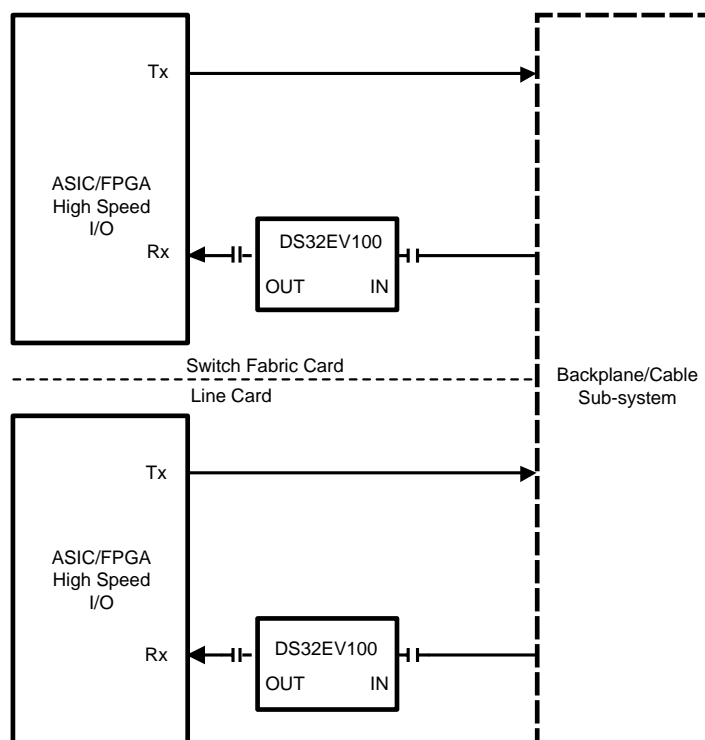 Tx
ASIC/FPGA
High Speed
I/O
Rx
DS32EV100
OUT IN
Switch Fabric Card
Line Card
Backplane/Cable
Sub-system
Tx
ASIC/FPGA
High Speed
I/O
Rx
DS32EV100
OUT IN